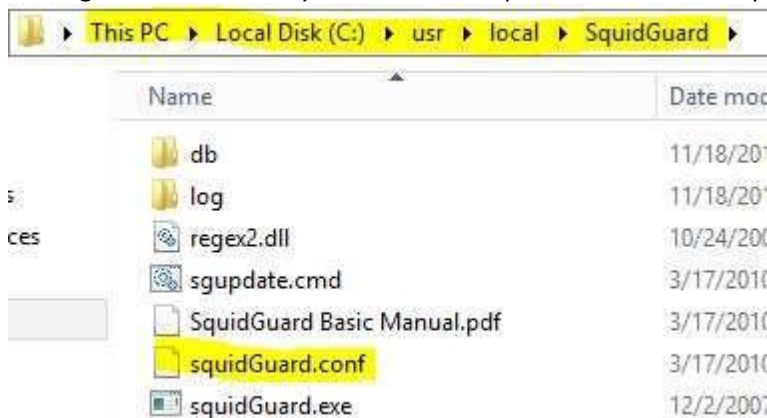 This PC Local Disk (C:) usr local SquidGuard
Name Date mod
db 11/18/201
log 11/18/201
ces regex2.dll 10/24/200
sgupdate.cmd 3/17/2010
SquidGuard Basic Manual.pdf 3/17/2010
squidGuard.conf 3/17/2010
squidGuard.exe 12/2/2007